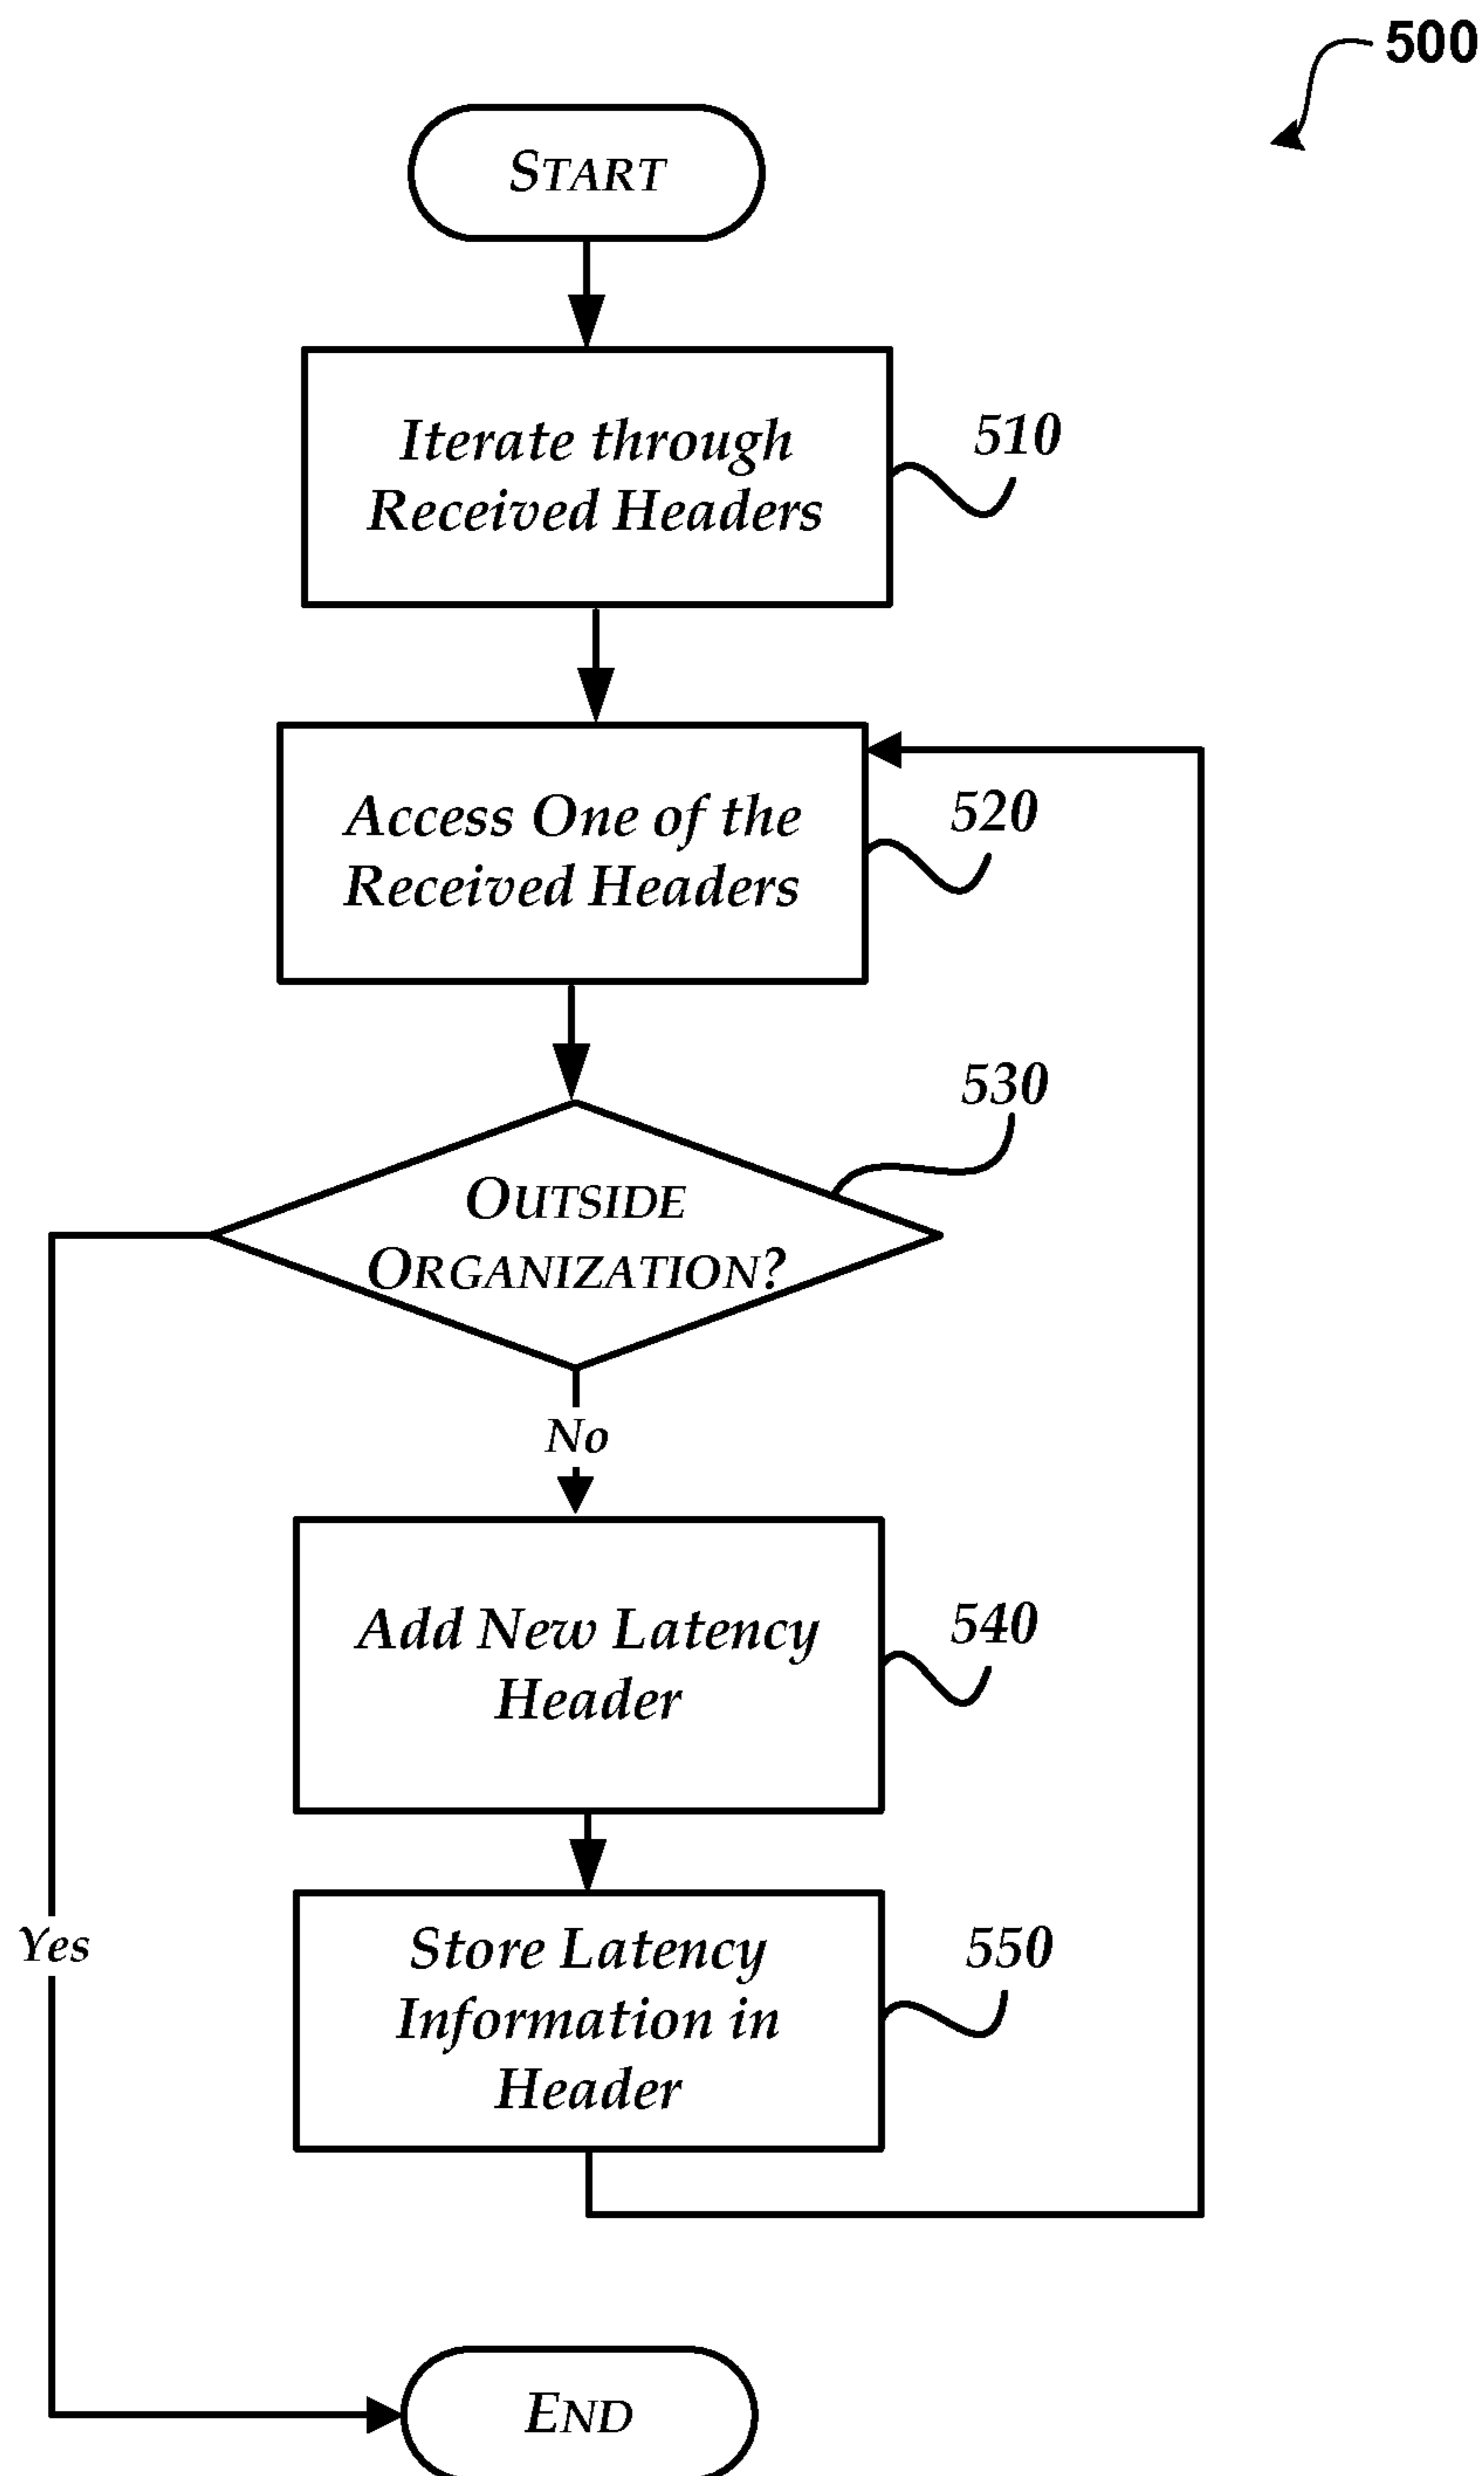 500
START
Iterate through
Received Headers
510
Access One of the
Received Headers
520
530
OUTSIDE
ORGANIZATION?
No
Add New Latency
Header
540
Yes
Store Latency
Information in
Header
550
END